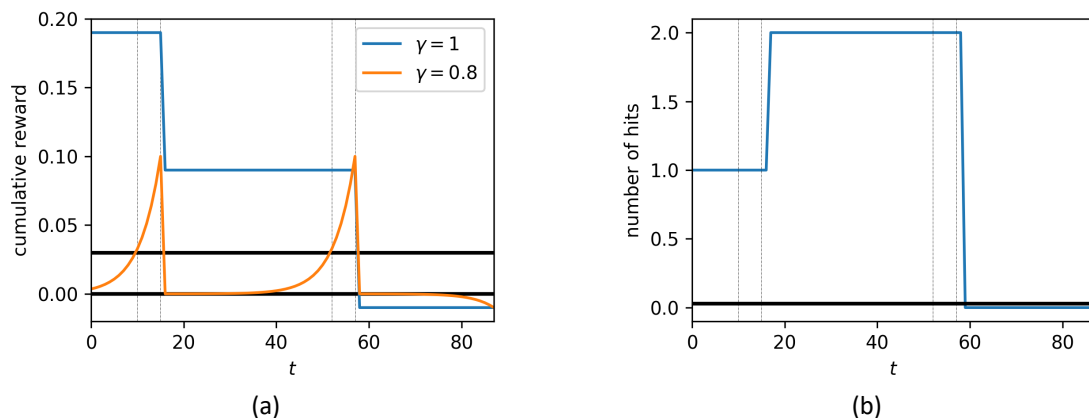 0.20
0.15
0.10
0.05
0.00
cumulative reward
γ = 1
γ = 0.8
0 20 40 60 80
t
(a)
2.0
1.5
1.0
0.5
0.0
number of hits
0 20 40 60 80
t
(b)